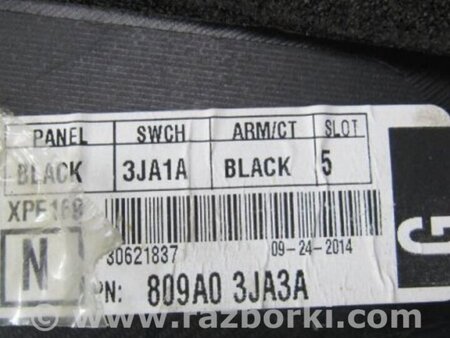 PANEL SWCH ARM/CT SLOT
BLACK 3JA1A BLACK 5
30621837 09-24-2014
N
PN: 809A0 3JA3A
G
www.razborki.com